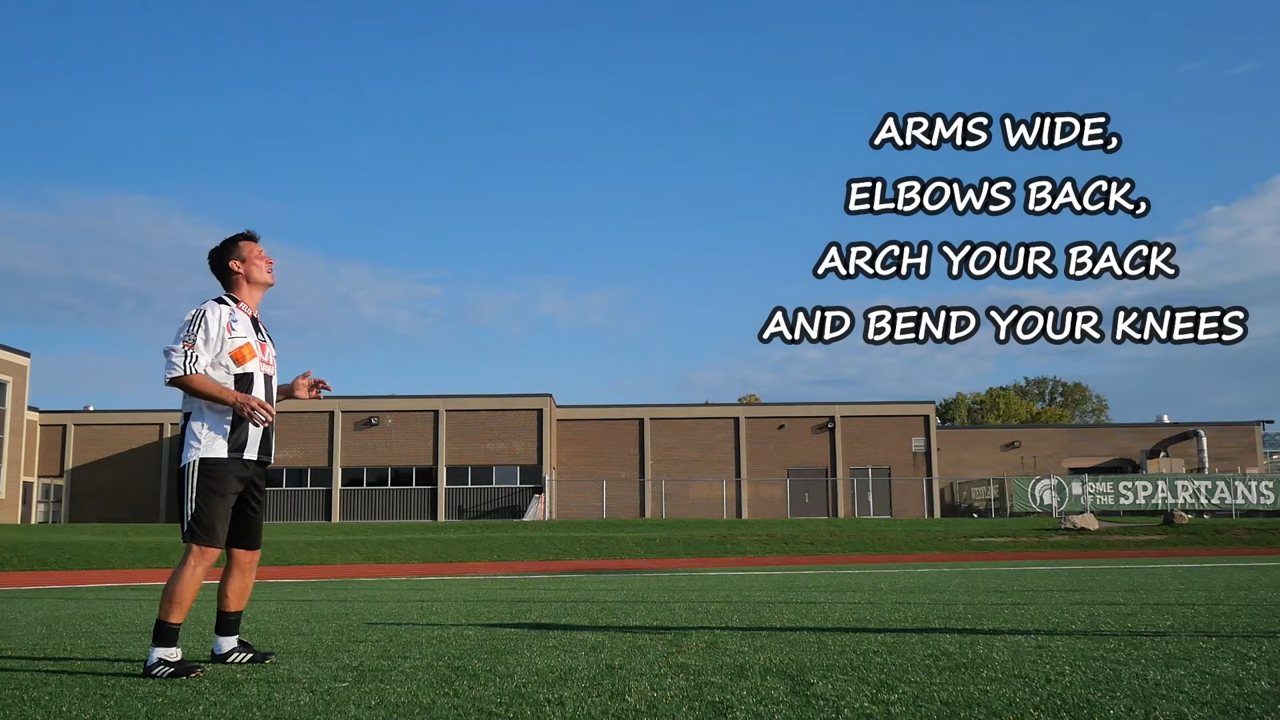 ARMS WIDE,
ELBOWS BACK,
ARCH YOUR BACK
AND BEND YOUR KNEES
HOME
OF THE SPARTANS